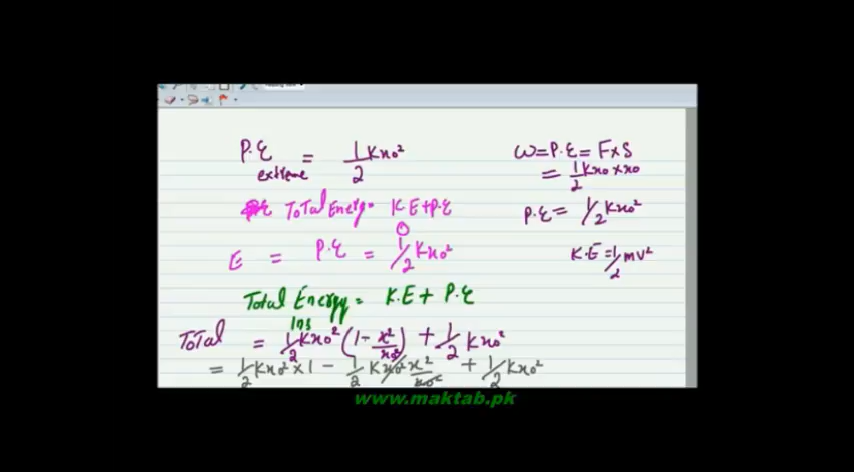 P.E extreme = 1/2 Kx₀²
Total Energy = K.E+P.E
0
E = P.E = 1/2 Kx₀²
Total Energy = K.E + P.E
Ins
Total = 1/2 Kx₀² (1 - x²/x₀²) + 1/2 Kx₀²
= 1/2 Kx₀² × 1 - 1/2 Kx₀² x²/x₀² + 1/2 Kx₀²
W = P.E = F×S
= 1/2 Kx₀ × x₀
P.E = 1/2 Kx₀²
K.E = 1/2 mv²
www.maktab.pk